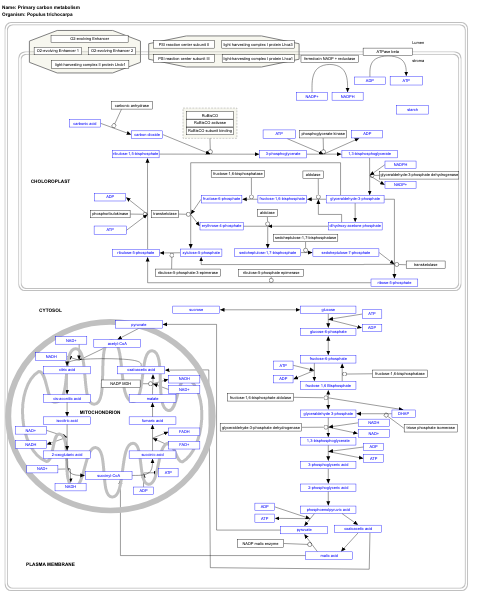 Name: Primary carbon metabolism
Organism: Populus trichocarpa
O2-evolving Enhancer
O2-evolving Enhancer 1
O2-evolving Enhancer 2
light harvesting complex II protein Lhcb1
PSI reaction center subunit II
light harvesting complex I protein Lhca5
PSI reaction center subunit III
light harvesting complex I protein Lhca1
ferredoxin NADP + reductase
ATPase beta
Lumen
stroma
ADP
ATP
NADP+
NADPH
starch
carbonic anhydrase
carbonic acid
carbon dioxide
RuBisCO
RuBisCO activase
RuBisCO subunit binding
ATP
phosphoglycerate kinase
ADP
ribulose-1,5-bisphosphate
3-phosphoglycerate
1,3-bisphosphoglycerate
NADPH
glyceraldehyde 3-phosphate dehydrogenase
NADP+
CHLOROPLAST
fructose-1,6-bisphosphatase
aldolase
ADP
phosphoribulokinase
ATP
transketolase
fructose-6-phosphate
fructose-1,6-bisphosphate
glyceraldehyde 3-phosphate
aldolase
erythrose-4-phosphate
dihydroxy acetone phosphate
sedoheptulose-1,7-bisphosphatase
ribulose-5-phosphate
xylulose-5-phosphate
sedoheptulose-1,7-bisphosphate
sedoheptulose-7-phosphate
transketolase
ribulose-5-phosphate 3-epimerase
ribulose-5-phosphate epimerase
ribose-5-phosphate
CYTOSOL
sucrose
glucose
ATP
ADP
glucose-6-phosphate
pyruvate
acetyl-CoA
NAD+
NADH
citric acid
oxaloacetic acid
NADH
NAD+
NADP MDH
cis-aconitic acid
malate
MITOCHONDRION
isocitric acid
fumaric acid
NAD+
NADH
FADH
FAD+
2-oxoglutaric acid
succinic acid
NAD+
NADH
succinyl-CoA
ATP
ADP
fructose-6-phosphate
ATP
ADP
fructose-1,6-bisphosphatase
fructose-1,6 Bisphosphate
fructose-1,6-bisphosphate aldolase
glyceraldehyde 3-phosphate
DHAP
triose phosphate isomerase
glyceraldehyde-3-phosphate dehydrogenase
NADH
NAD+
1,3-bisphosphoglycerate
ADP
ATP
3-phosphoglyceric acid
2-phosphoglyceric acid
phosphoenolpyruvic acid
ADP
ATP
pyruvate
oxaloacetic acid
NADP malic enzyme
malic acid
PLASMA MEMBRANE